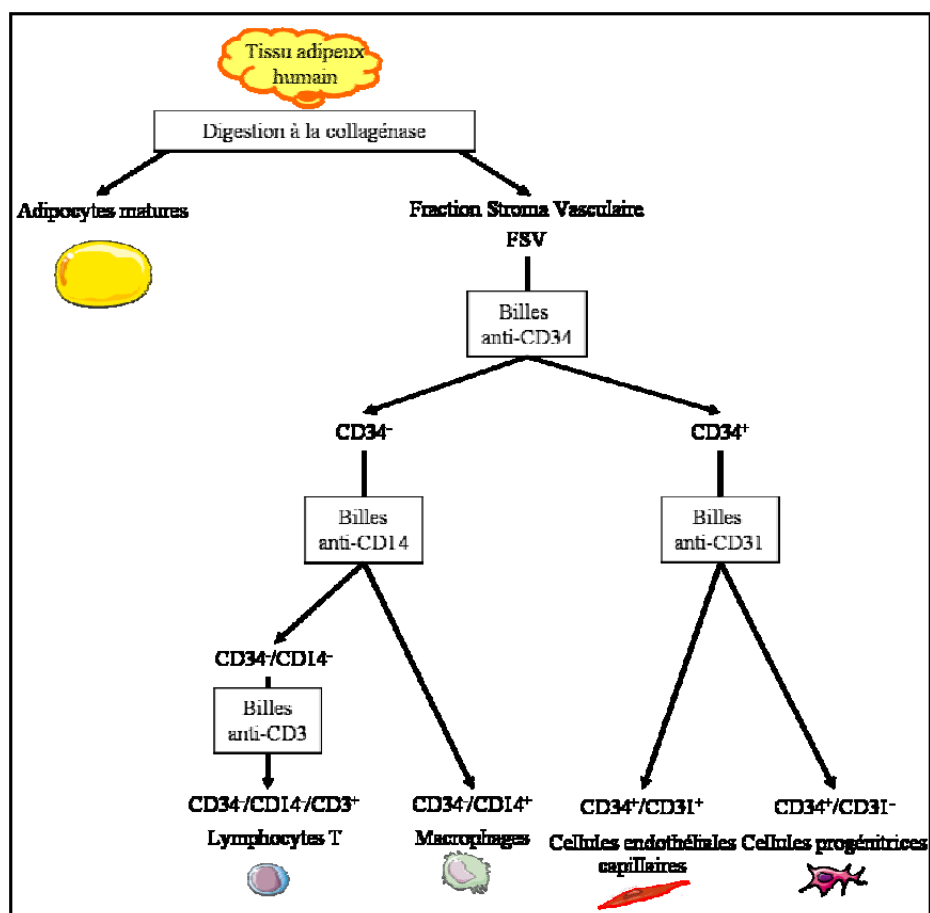 Tissu adipeux
humain
Digestion à la collagénase
Adipocytes matures
Fraction Stroma Vasculaire
FSV
Billes
anti-CD34
CD34⁻
CD34⁺
Billes
anti-CD14
Billes
anti-CD31
CD34⁻/CD14⁻
Billes
anti-CD3
CD34⁻/CD14⁻/CD3⁺
Lymphocytes T
CD34⁻/CD14⁺
Macrophages
CD34⁺/CD31⁺
Cellules endothéliales
capillaires
CD34⁺/CD31⁻
Cellules progénitrices